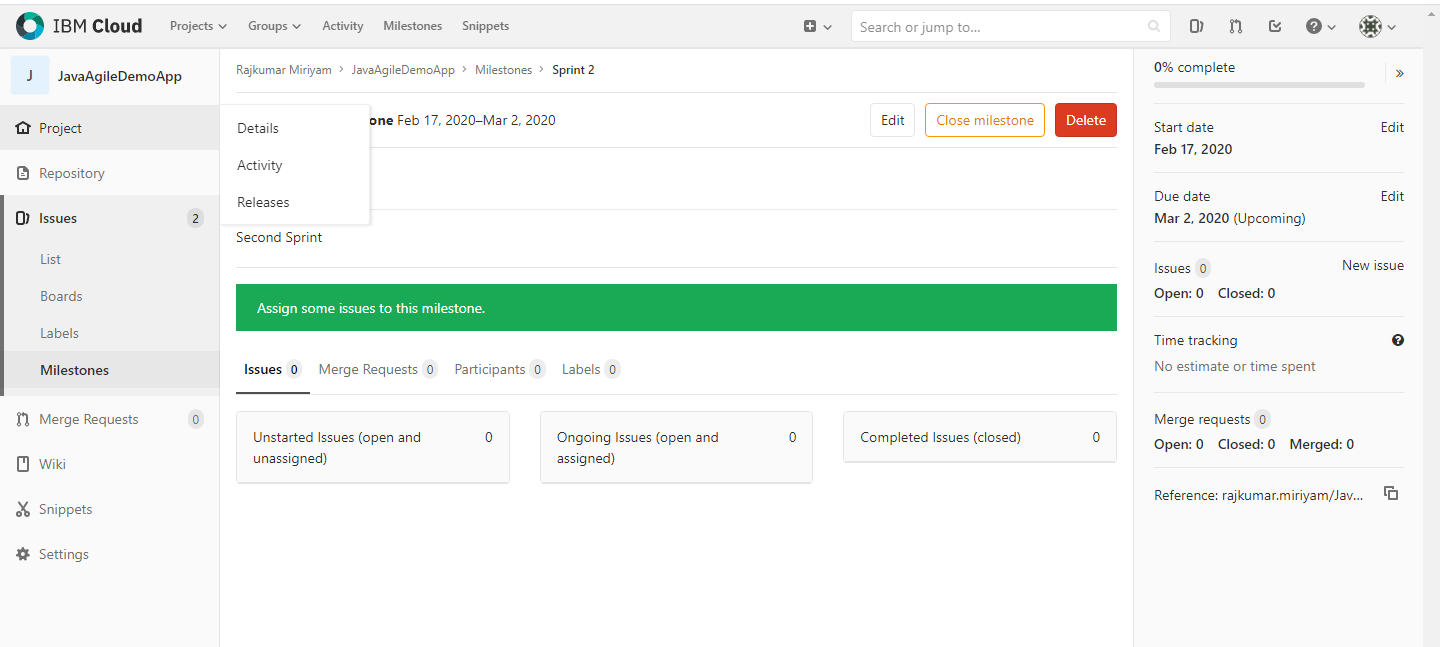 IBM Cloud Projects Groups Activity Milestones Snippets Search or jump to...
J JavaAgileDemoApp
Project
Repository
Issues 2
List
Boards
Labels
Milestones
Merge Requests 0
Wiki
Snippets
Settings
Details
Activity
Releases
Rajkumar Miriyam > JavaAgileDemoApp > Milestones > Sprint 2
one Feb 17, 2020–Mar 2, 2020 Edit Close milestone Delete
Second Sprint
Assign some issues to this milestone.
Issues 0 Merge Requests 0 Participants 0 Labels 0
Unstarted Issues (open and 0
unassigned)
Ongoing Issues (open and 0
assigned)
Completed Issues (closed) 0
0% complete »
Start date Edit
Feb 17, 2020
Due date Edit
Mar 2, 2020 (Upcoming)
Issues 0 New issue
Open: 0 Closed: 0
Time tracking ?
No estimate or time spent
Merge requests 0
Open: 0 Closed: 0 Merged: 0
Reference: rajkumar.miriyam/Jav...